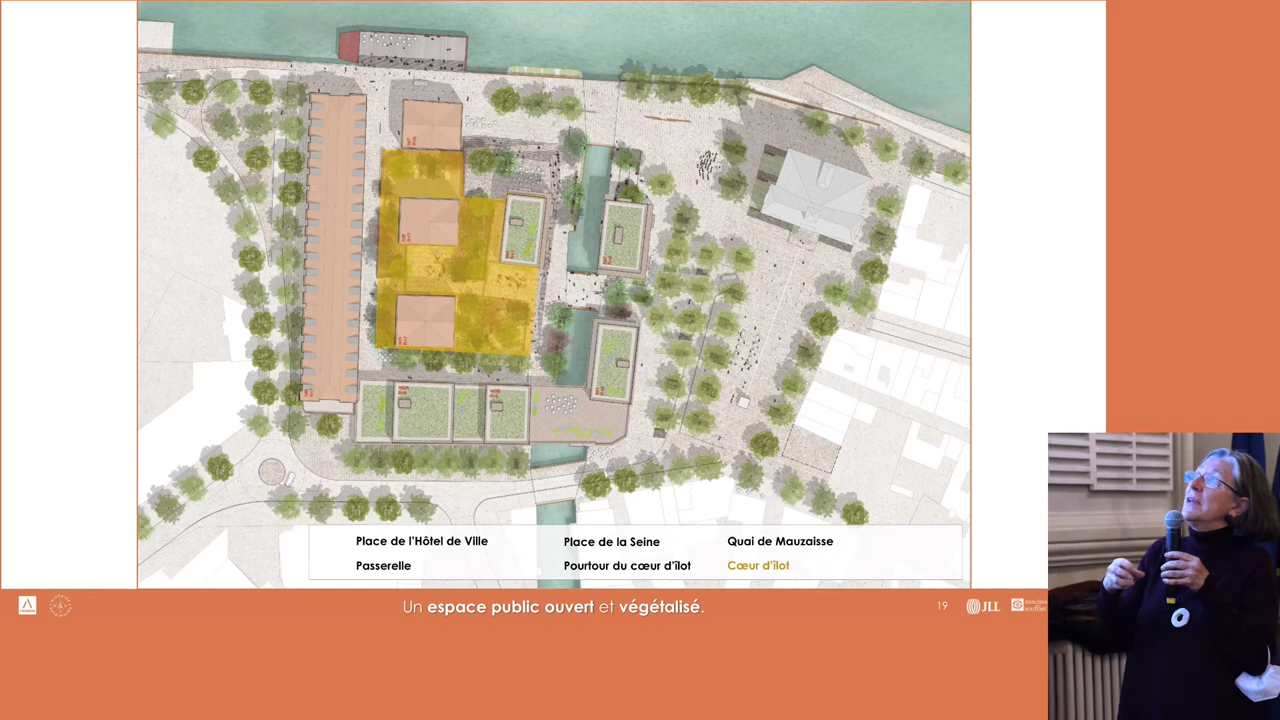 Place de l'Hôtel de Ville
Place de la Seine
Quai de Mauzaisse
Passerelle
Pourtour du cœur d'îlot
Cœur d'îlot
Un espace public ouvert et végétalisé.
19
JLL